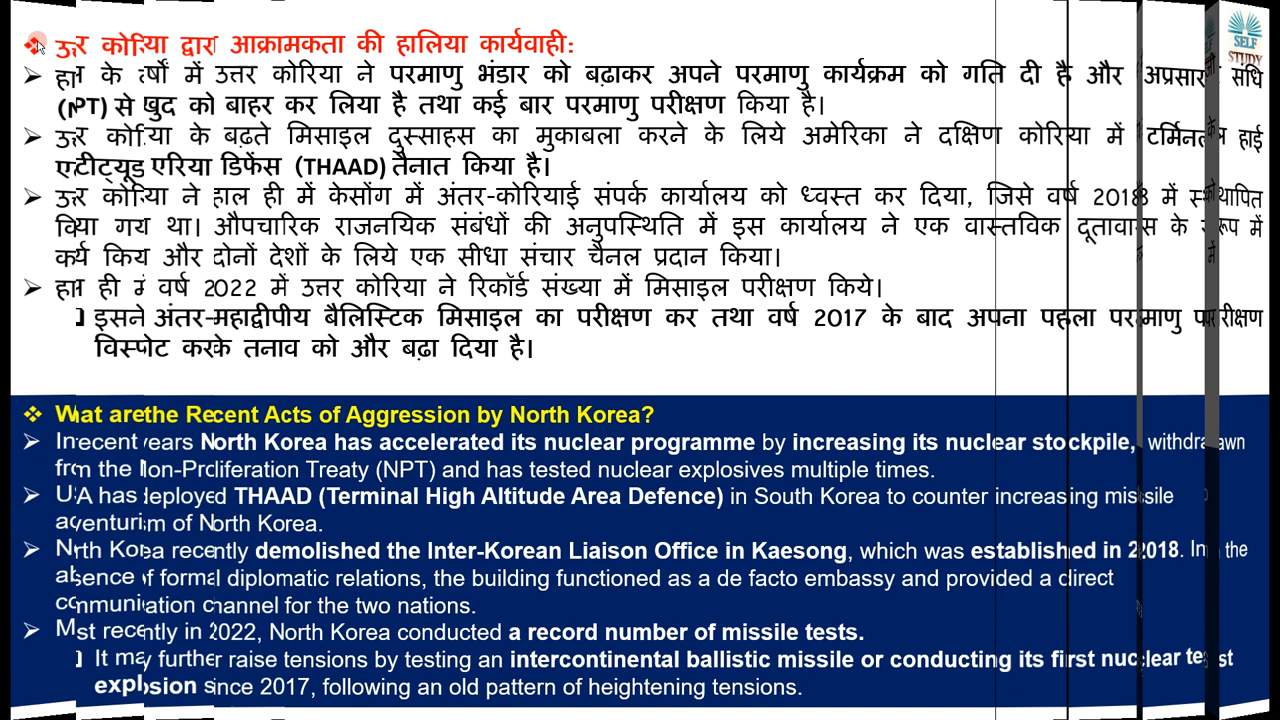 उत्तर कोरिया द्वारा आक्रामकता की हालिया कार्यवाही:
हाल के वर्षों में उत्तर कोरिया ने परमाणु भंडार को बढ़ाकर अपने परमाणु कार्यक्रम को गति दी है और अप्रसार संधि
(NPT) से खुद को बाहर कर लिया है तथा कई बार परमाणु परीक्षण किया है।
उत्तर कोरिया के बढ़ते मिसाइल दुस्साहस का मुकाबला करने के लिये अमेरिका ने दक्षिण कोरिया में टर्मिनल हाई
एटीट्यूड एरिया डिफेंस (THAAD) तैनात किया है।
उत्तर कोरिया ने हाल ही में केसोंग में अंतर-कोरियाई संपर्क कार्यालय को ध्वस्त कर दिया, जिसे वर्ष 2018 में स्थापित
किया गया था। औपचारिक राजनयिक संबंधों की अनुपस्थिति में इस कार्यालय ने एक वास्तविक दूतावास के रूप में
कार्य किया और दोनों देशों के लिये एक सीधा संचार चैनल प्रदान किया।
हाल ही में वर्ष 2022 में उत्तर कोरिया ने रिकॉर्ड संख्या में मिसाइल परीक्षण किये।
इसने अंतर-महाद्वीपीय बैलिस्टिक मिसाइल का परीक्षण कर तथा वर्ष 2017 के बाद अपना पहला परमाणु परीक्षण
विस्पोट करके तनाव को और बढ़ा दिया है।
SELF
STUDY
What are the Recent Acts of Aggression by North Korea?
In recent years North Korea has accelerated its nuclear programme by increasing its nuclear stockpile, withdrawn
from the Non-Proliferation Treaty (NPT) and has tested nuclear explosives multiple times.
USA has deployed THAAD (Terminal High Altitude Area Defence) in South Korea to counter increasing missile
adventurism of North Korea.
North Korea recently demolished the Inter-Korean Liaison Office in Kaesong, which was established in 2018. In the
absence of formal diplomatic relations, the building functioned as a de facto embassy and provided a direct
communication channel for the two nations.
Most recently in 2022, North Korea conducted a record number of missile tests.
It may further raise tensions by testing an intercontinental ballistic missile or conducting its first nuclear test
explosion since 2017, following an old pattern of heightening tensions.